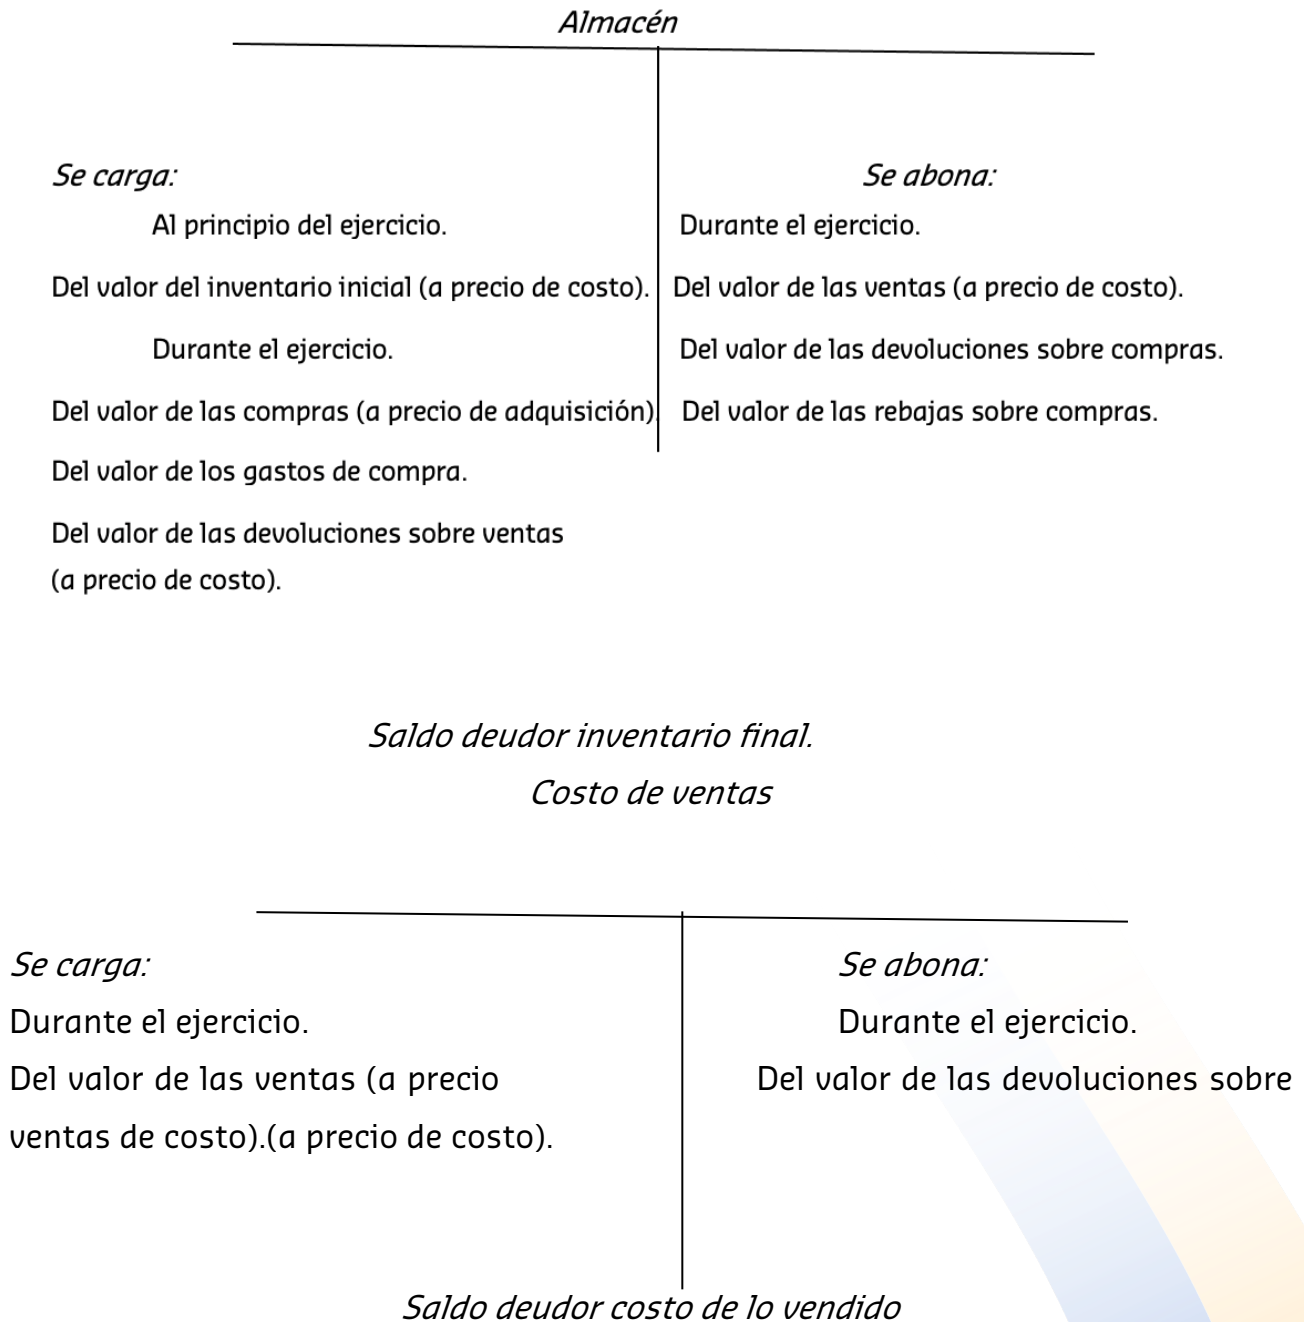 Almacén
Se carga:
Al principio del ejercicio.
Del valor del inventario inicial (a precio de costo).
Durante el ejercicio.
Del valor de las compras (a precio de adquisición).
Del valor de los gastos de compra.
Del valor de las devoluciones sobre ventas
(a precio de costo).
Se abona:
Durante el ejercicio.
Del valor de las ventas (a precio de costo).
Del valor de las devoluciones sobre compras.
Del valor de las rebajas sobre compras.
Saldo deudor inventario final.
Costo de ventas
Se carga:
Durante el ejercicio.
Del valor de las ventas (a precio
ventas de costo).(a precio de costo).
Se abona:
Durante el ejercicio.
Del valor de las devoluciones sobre
Saldo deudor costo de lo vendido